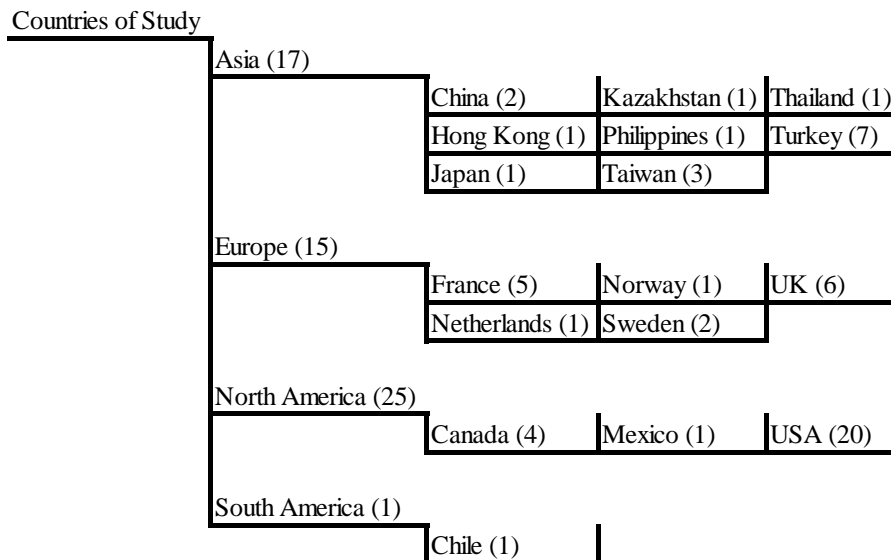 Countries of Study
Asia (17)
China (2) Kazakhstan (1) Thailand (1)
Hong Kong (1) Philippines (1) Turkey (7)
Japan (1) Taiwan (3)
Europe (15)
France (5) Norway (1) UK (6)
Netherlands (1) Sweden (2)
North America (25)
Canada (4) Mexico (1) USA (20)
South America (1)
Chile (1)